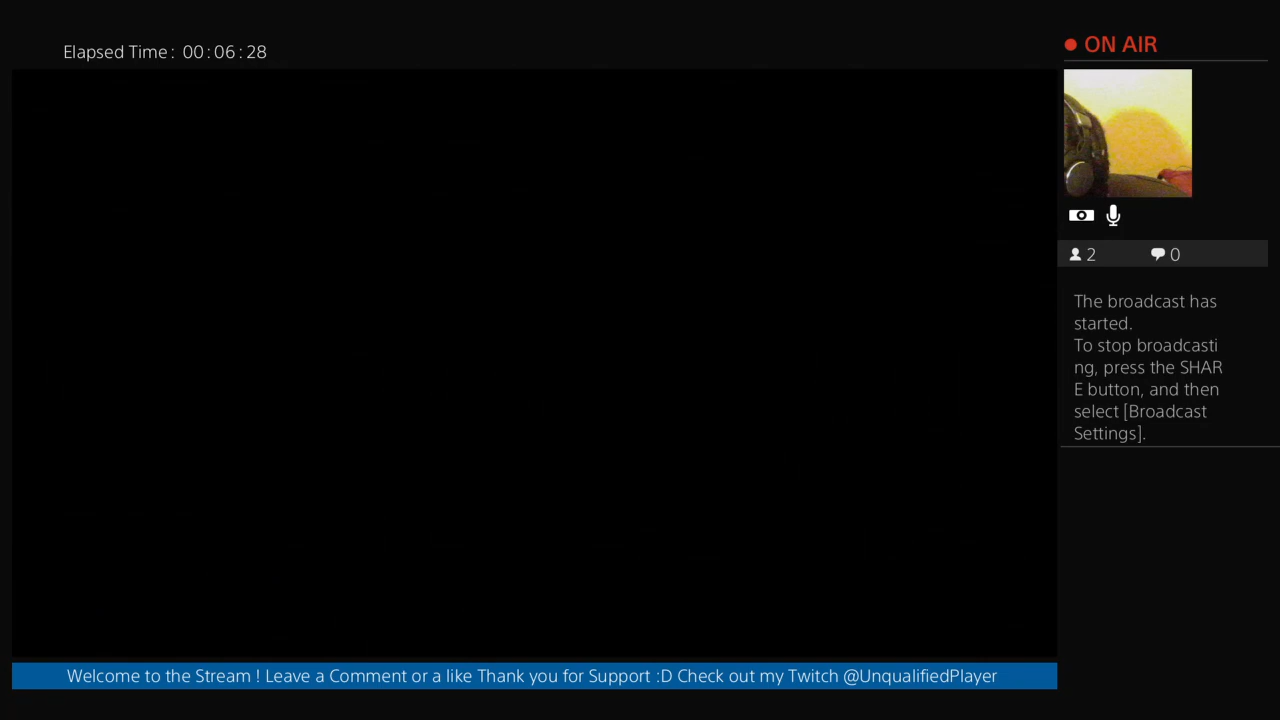 Elapsed Time: 00:06:28
ON AIR
2 0
The broadcast has
started.
To stop broadcasti
ng, press the SHAR
E button, and then
select [Broadcast
Settings].
Welcome to the Stream ! Leave a Comment or a like Thank you for Support :D Check out my Twitch @UnqualifiedPlayer